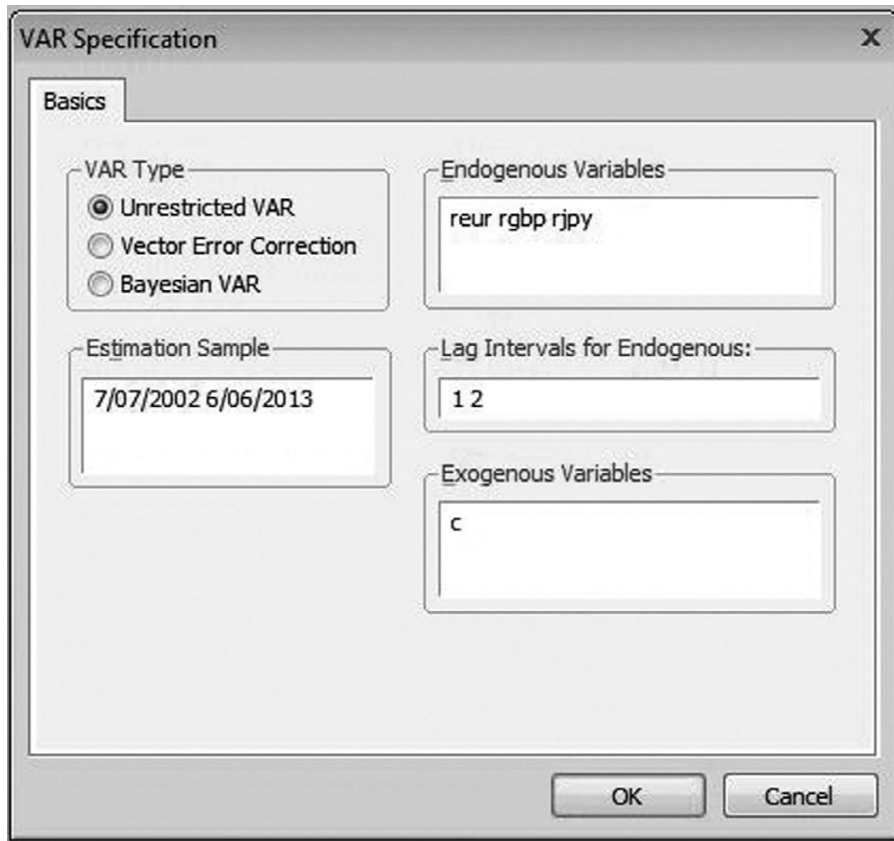 VAR Specification
Basics
VAR Type
Unrestricted VAR
Vector Error Correction
Bayesian VAR
Estimation Sample
7/07/2002 6/06/2013
Endogenous Variables
reur rgbp rjpy
Lag Intervals for Endogenous:
1 2
Exogenous Variables
c
OK
Cancel